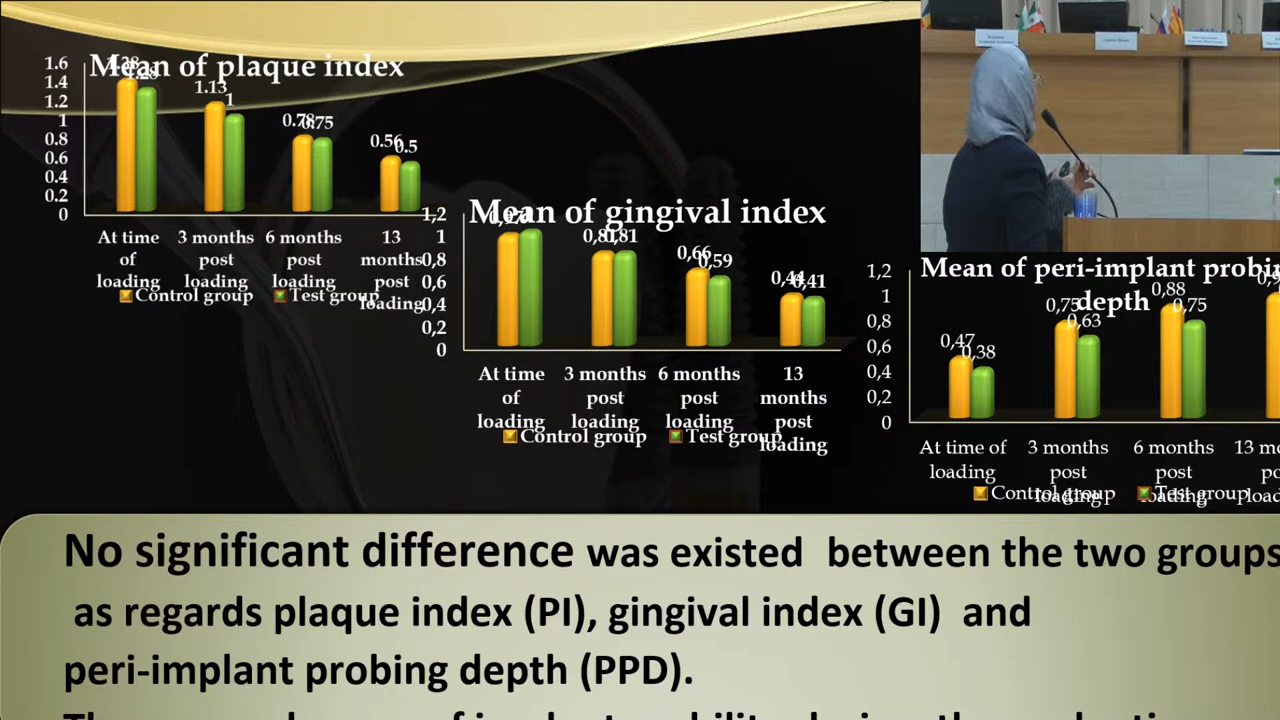 Mean of plaque index
1.6
1.4
1.2
1
0.8
0.6
0.4
0.2
0
1.13
1
0.78
0.75
0.56
0.5
At time of loading
3 months post loading
6 months post loading
13 months post loading
Control group
Test group
Mean of gingival index
1,2
1
0,8
0,6
0,4
0,2
0
0,81
0,81
0,66
0,59
0,44
0,41
At time of loading
3 months post loading
6 months post loading
13 months post loading
Control group
Test group
Mean of peri-implant
depth
1,2
1
0,8
0,6
0,4
0,2
0
0,47
0,38
0,75
0,63
0,88
0,75
At time of loading
3 months post loading
6 months post loading
13
Control group
Test group
No significant difference was existed between the two groups
as regards plaque index (PI), gingival index (GI) and
peri-implant probing depth (PPD).